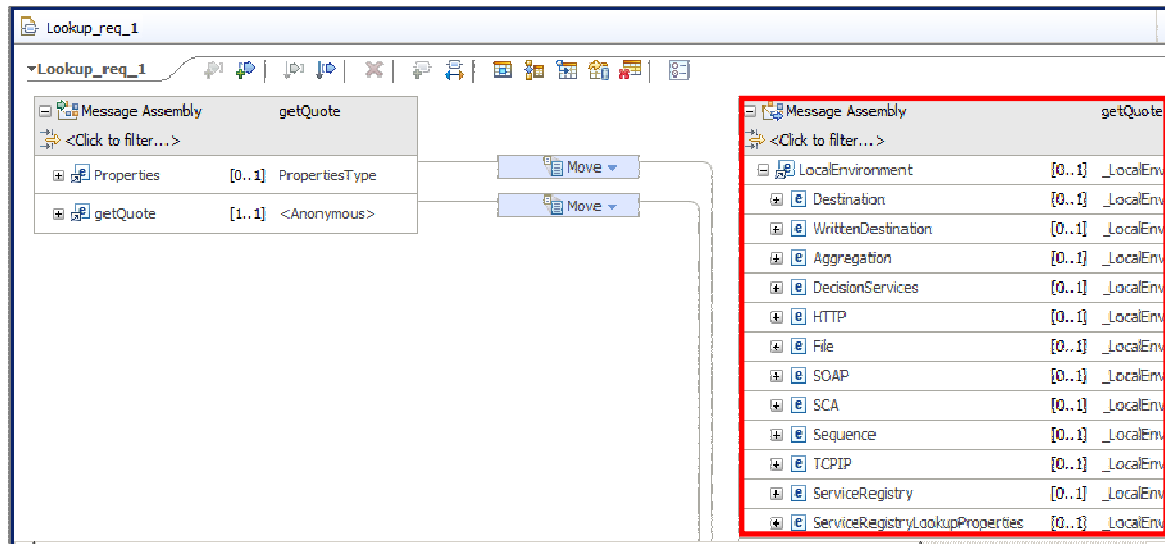 Lookup_req_1
Lookup_req_1
Message Assembly getQuote
<Click to filter...>
Properties [0..1] PropertiesType
getQuote [1..1] <Anonymous>
Move
Move
Message Assembly getQuote
<Click to filter...>
LocalEnvironment [0..1] _LocalEnv
Destination [0..1] _LocalEnv
WrittenDestination [0..1] _LocalEnv
Aggregation [0..1] _LocalEnv
DecisionServices [0..1] _LocalEnv
HTTP [0..1] _LocalEnv
File [0..1] _LocalEnv
SOAP [0..1] _LocalEnv
SCA [0..1] _LocalEnv
Sequence [0..1] _LocalEnv
TCPIP [0..1] _LocalEnv
ServiceRegistry [0..1] _LocalEnv
ServiceRegistryLookupProperties [0..1] _LocalEnv